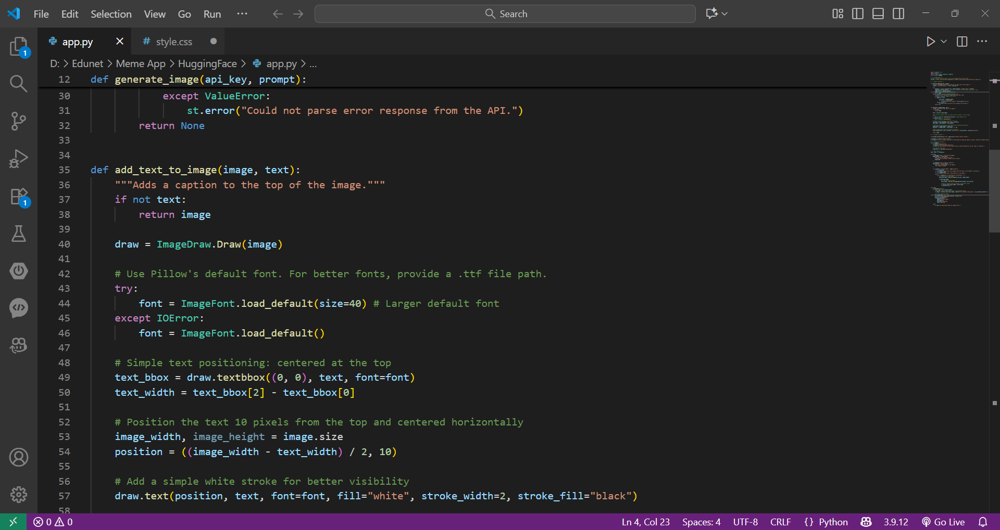 File Edit Selection View Go Run ··· Search
app.py style.css
D: > Edunet > Meme App > HuggingFace > app.py > ...
12 def generate_image(api_key, prompt):
30 except ValueError:
31 st.error("Could not parse error response from the API.")
32 return None
33
34
35 def add_text_to_image(image, text):
36 """Adds a caption to the top of the image."""
37 if not text:
38 return image
39
40 draw = ImageDraw.Draw(image)
41
42 # Use Pillow's default font. For better fonts, provide a .ttf file path.
43 try:
44 font = ImageFont.load_default(size=40) # Larger default font
45 except IOError:
46 font = ImageFont.load_default()
47
48 # Simple text positioning: centered at the top
49 text_bbox = draw.textbbox((0, 0), text, font=font)
50 text_width = text_bbox[2] - text_bbox[0]
51
52 # Position the text 10 pixels from the top and centered horizontally
53 image_width, image_height = image.size
54 position = ((image_width - text_width) / 2, 10)
55
56 # Add a simple white stroke for better visibility
57 draw.text(position, text, font=font, fill="white", stroke_width=2, stroke_fill="black")
58
1
1
0 0 Ln 4, Col 23 Spaces: 4 UTF-8 CRLF {} Python 3.9.12 Go Live